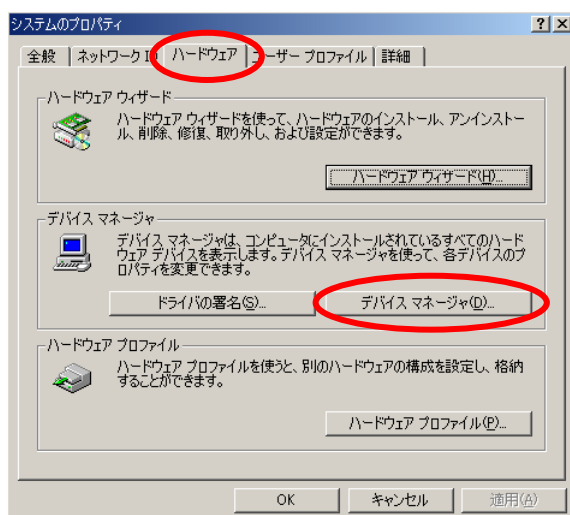 システムのプロパティ
全般 ネットワーク ID ハードウェア ユーザー プロファイル 詳細
ハードウェア ウィザード
ハードウェア ウィザードを使って、ハードウェアのインストール、アンインストー
ル、削除、修復、取り外し、および設定ができます。
ハードウェア ウィザード(H)...
デバイス マネージャ
デバイス マネージャは、コンピュータにインストールされているすべてのハード
ウェア デバイスを表示します。デバイス マネージャを使って、各デバイスのプ
ロパティを変更できます。
ドライバの署名(S)... デバイス マネージャ(D)...
ハードウェア プロファイル
ハードウェア プロファイルを使うと、別のハードウェアの構成を設定し、格納
することができます。
ハードウェア プロファイル(P)...
OK キャンセル 適用(A)